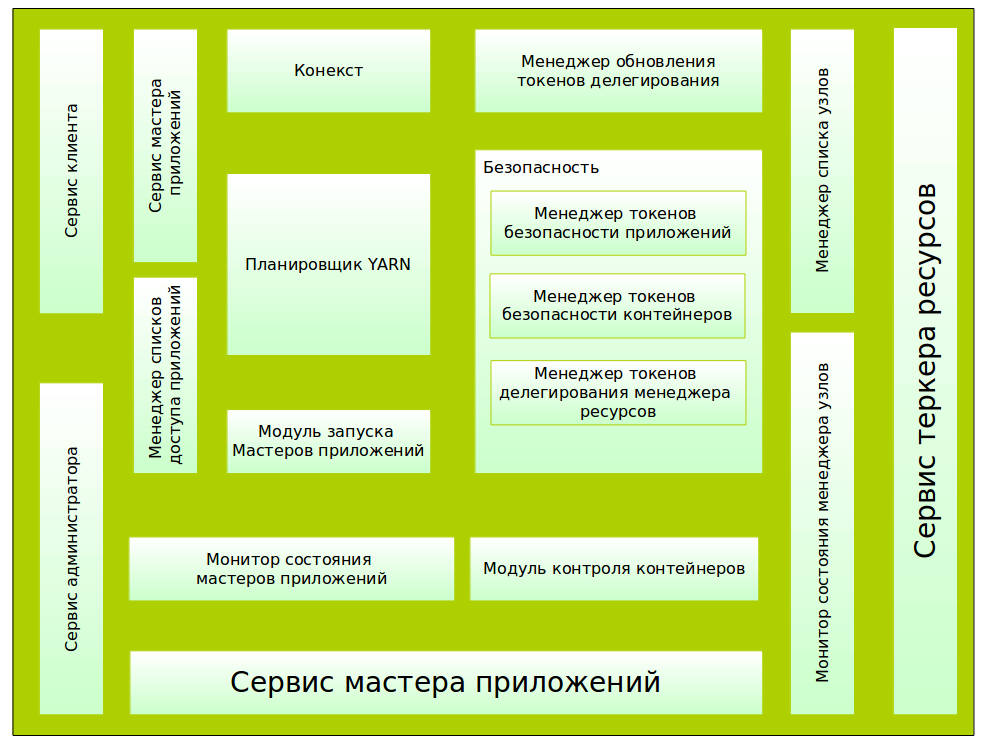 Сервис клиента
Сервис мастера
приложений
Конекст
Менеджер обновления
токенов делегирования
Менеджер списка узлов
Сервис теркера ресурсов
Безопасность
Менеджер токенов
безопасности приложений
Планировщик YARN
Менеджер токенов
безопасности контейнеров
Менеджер списков
доступа приложений
Менеджер токенов
делегирования менеджера
ресурсов
Монитор состояния менеджера узлов
Сервис администратора
Модуль запуска
Мастеров приложений
Монитор состояния
мастеров приложений
Модуль контроля контейнеров
Сервис мастера приложений